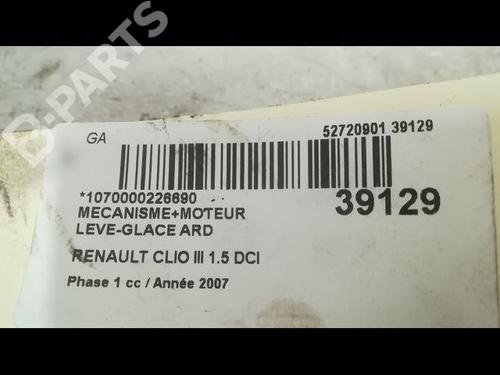 B-PARTS
GA
52720901 39129
*1070000226690
39129
MECANISME+MOTEUR
LEVE-GLACE ARD
RENAULT CLIO III 1.5 DCI
Phase 1 cc / Année 2007